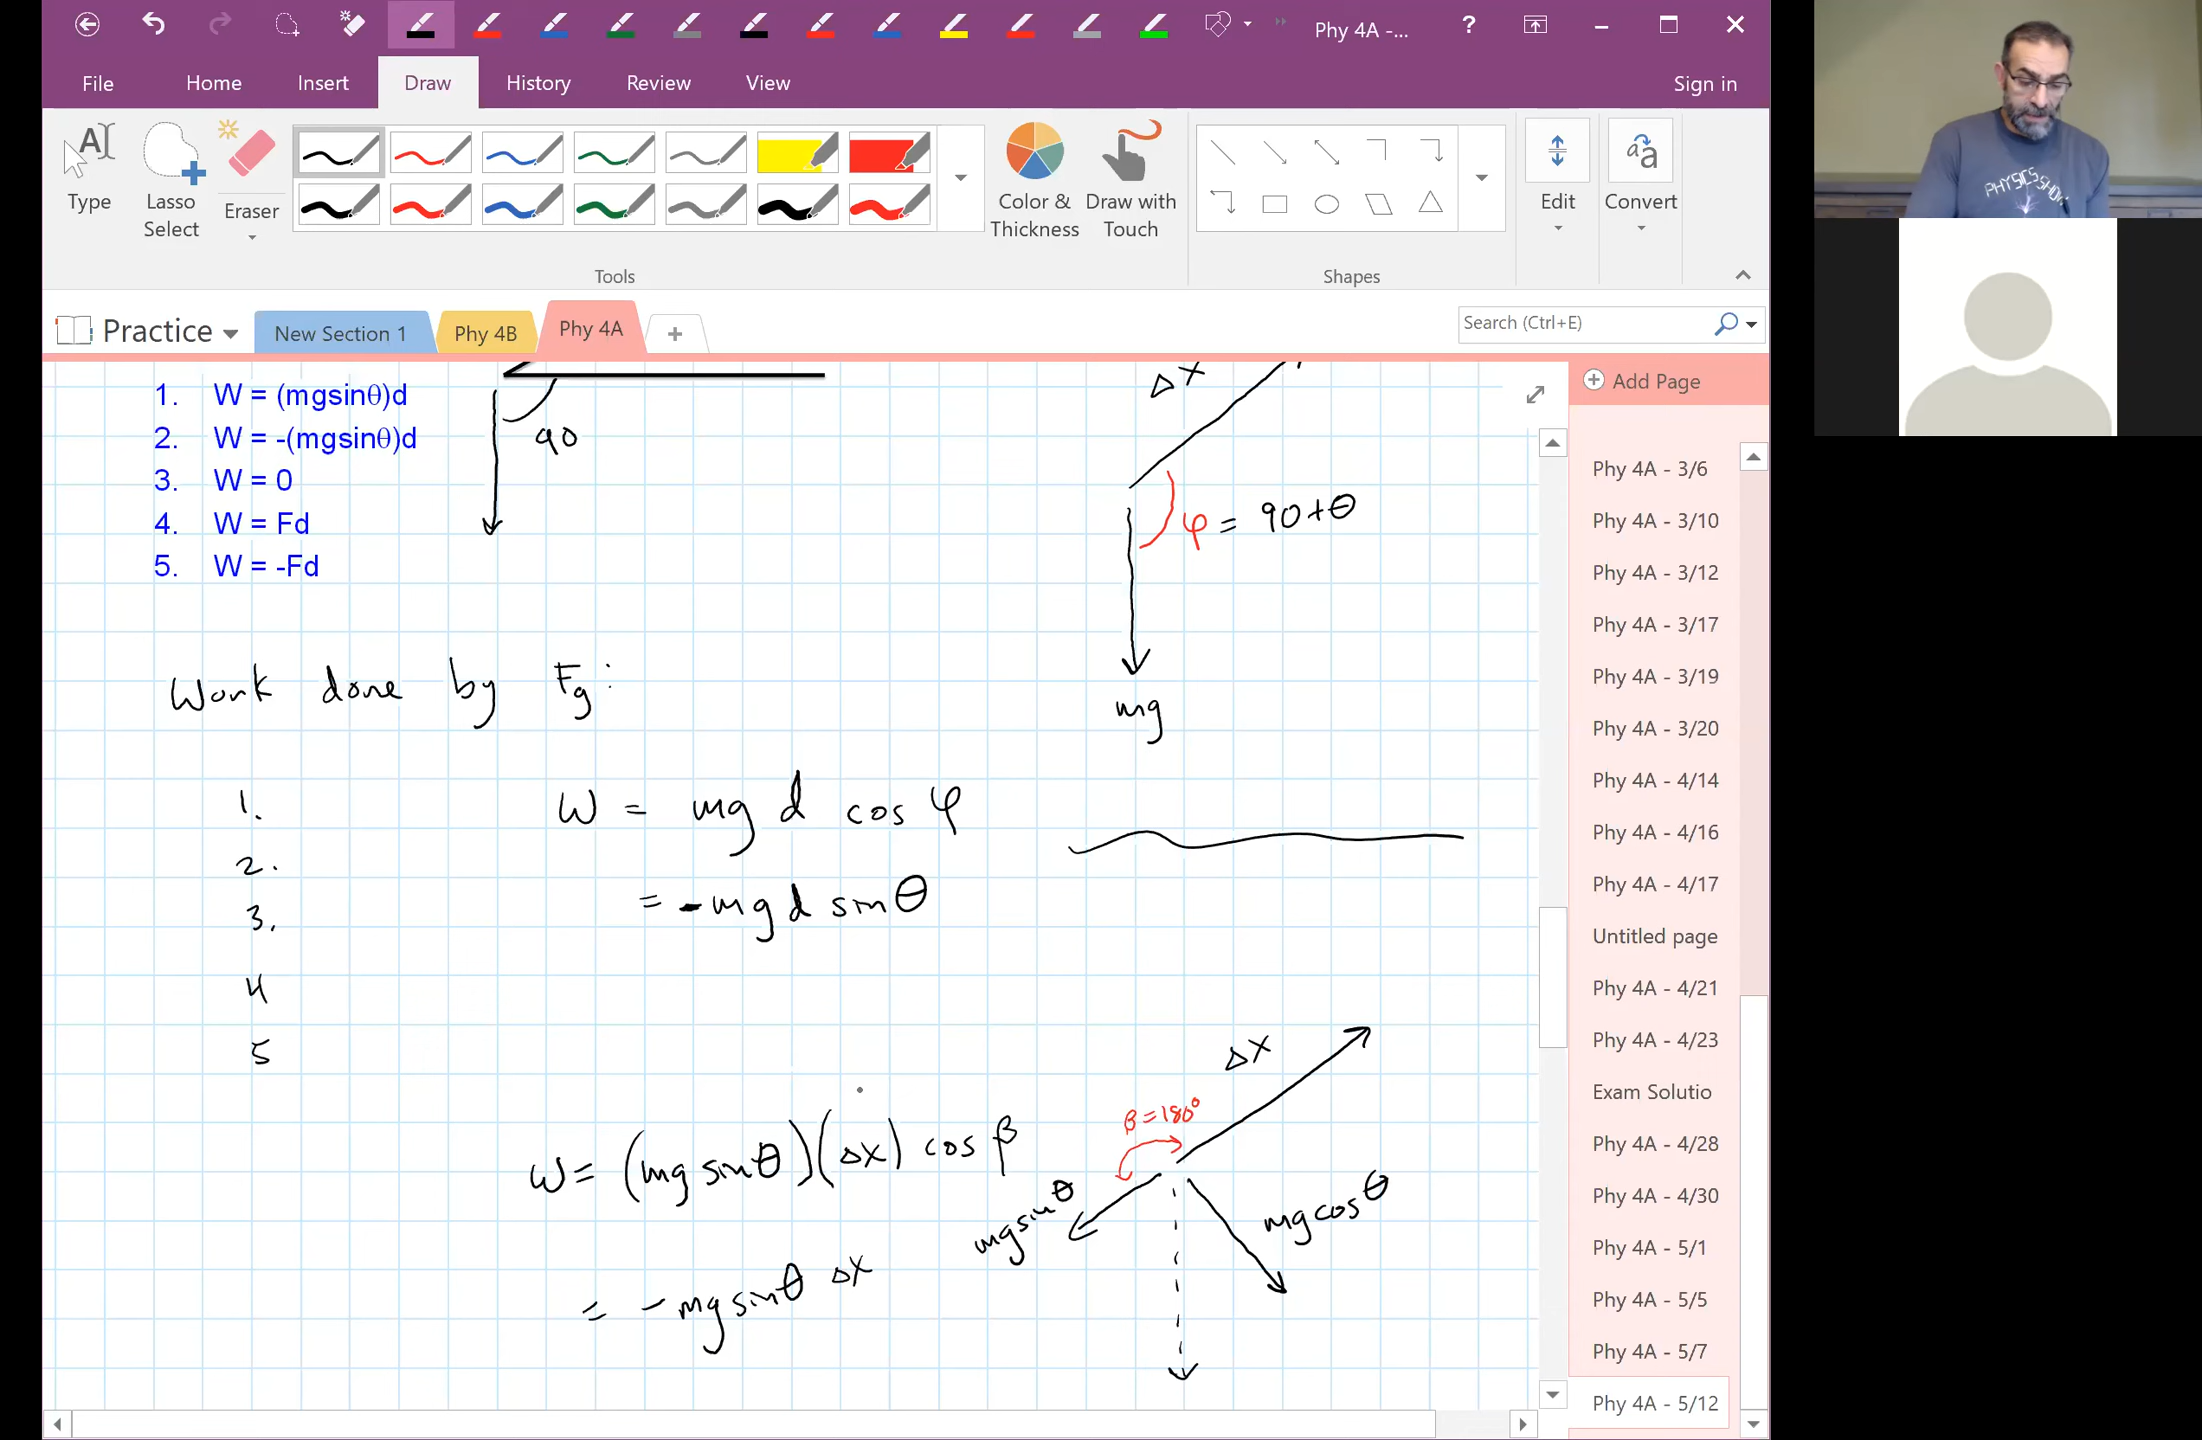 Phy 4A -...
?
File
Home
Insert
Draw
History
Review
View
Sign in
Type
Lasso Select
Eraser
Color & Thickness
Draw with Touch
Edit
Convert
Tools
Shapes
Practice
New Section 1
Phy 4B
Phy 4A
+
Search (Ctrl+E)
PHYSICS SHOW
Add Page
Phy 4A - 3/6
Phy 4A - 3/10
Phy 4A - 3/12
Phy 4A - 3/17
Phy 4A - 3/19
Phy 4A - 3/20
Phy 4A - 4/14
Phy 4A - 4/16
Phy 4A - 4/17
Untitled page
Phy 4A - 4/21
Phy 4A - 4/23
Exam Solutio
Phy 4A - 4/28
Phy 4A - 4/30
Phy 4A - 5/1
Phy 4A - 5/5
Phy 4A - 5/7
Phy 4A - 5/12
1. W = (mgsinθ)d
2. W = -(mgsinθ)d
3. W = 0
4. W = Fd
5. W = -Fd
90
Δx
φ = 90+θ
mg
Work done by Fg:
1.
2.
3.
4
5
W = mg d cos φ
= -mg d sin θ
W = (mg sin θ)(Δx) cos β
= - mg sin θ Δx
Δx
β = 180°
mg sin θ
mg cos θ